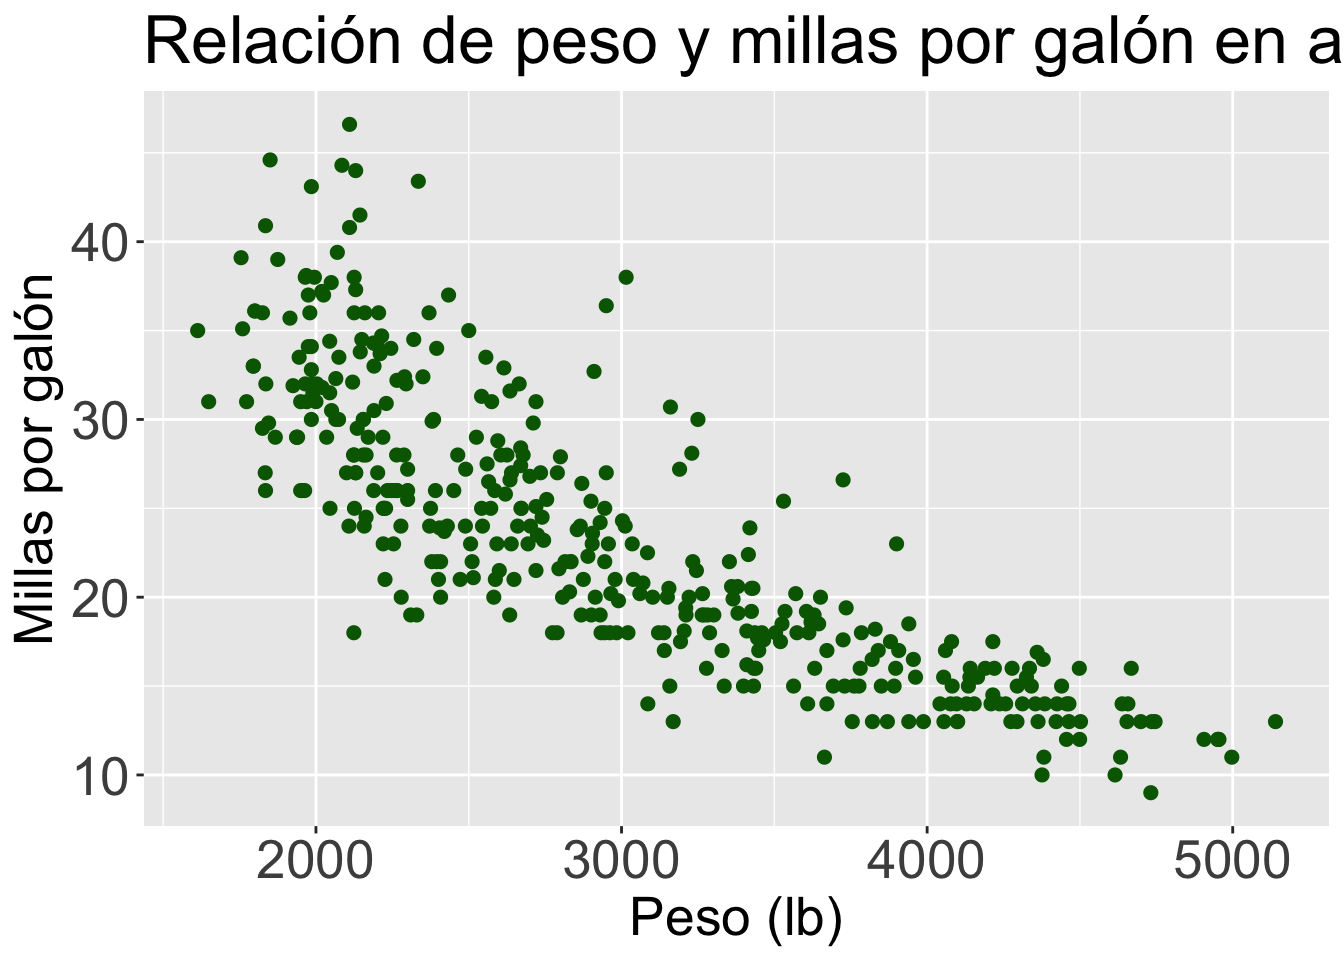 Relación de peso y millas por galón en a
Millas por galón
40
30
20
10
2000 3000 4000 5000
Peso (lb)